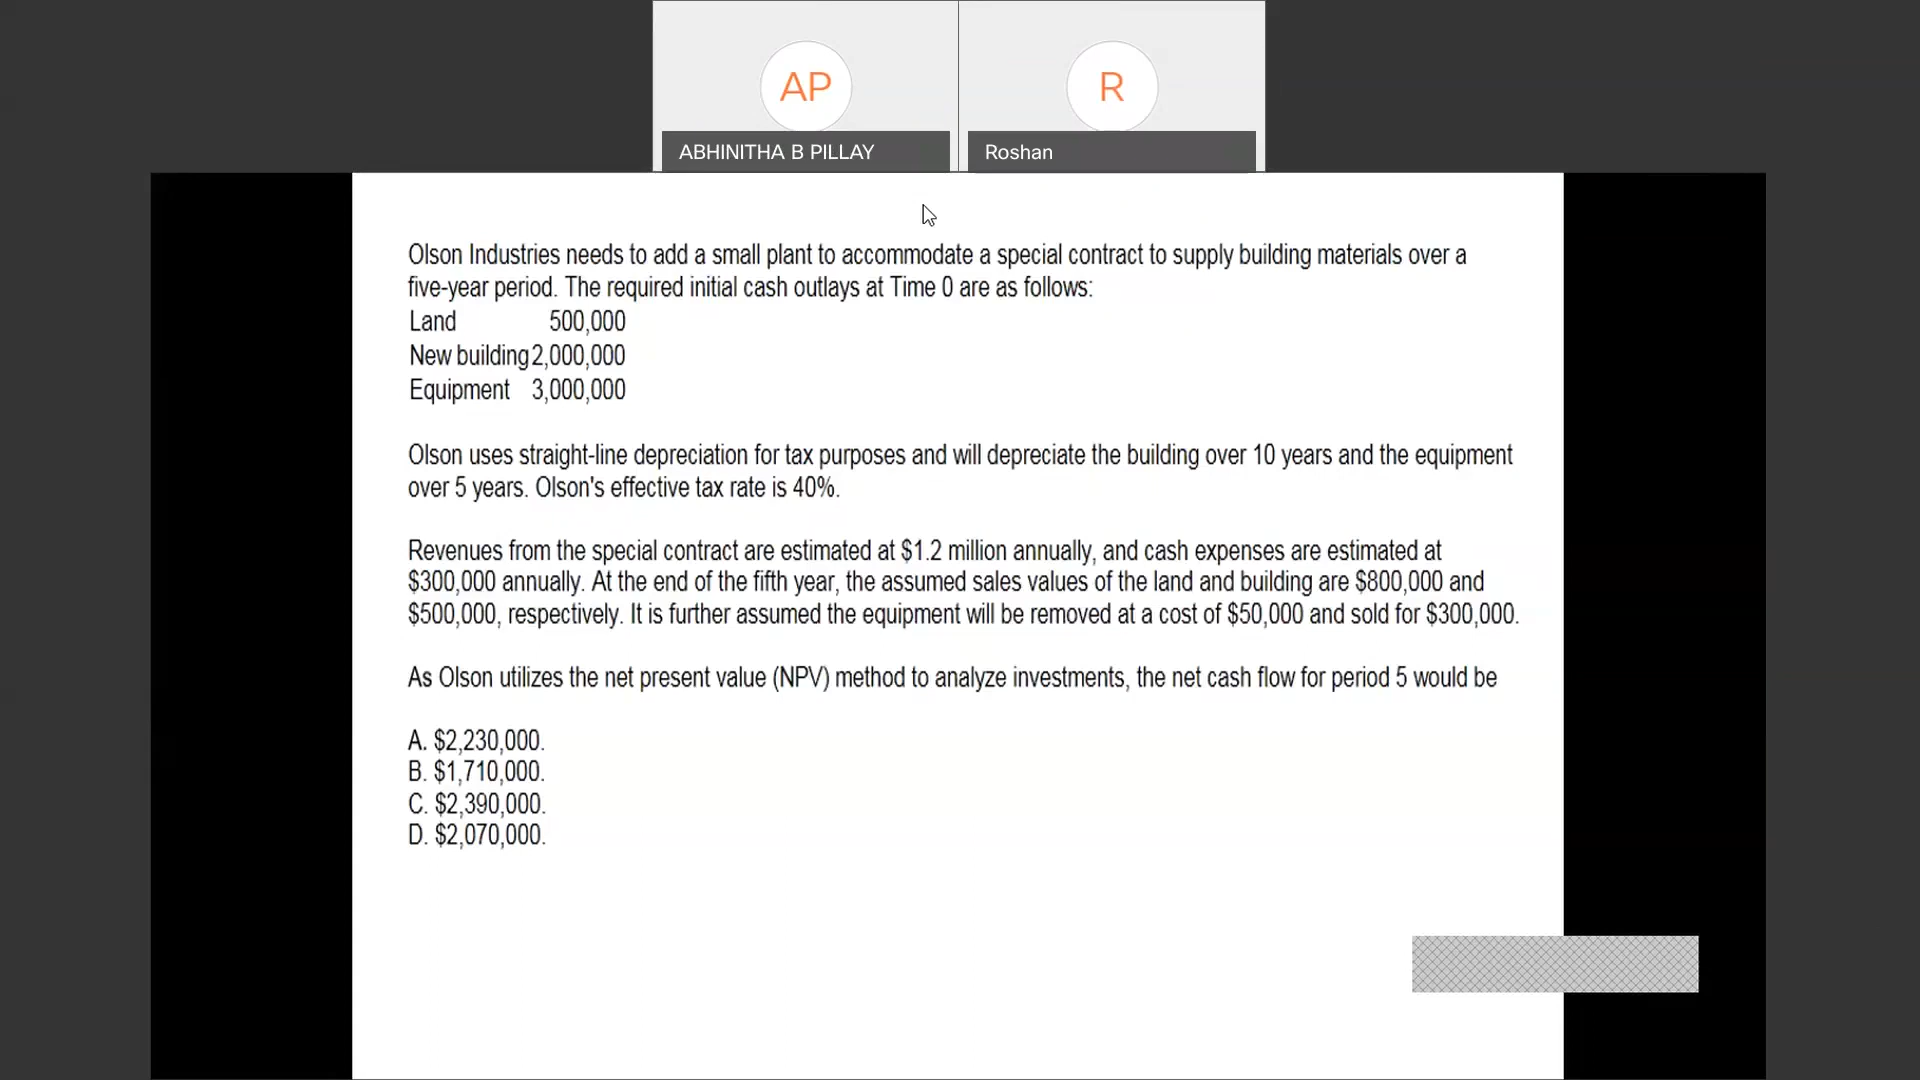 AP
R
ABHINITHA B PILLAY
Roshan
Olson Industries needs to add a small plant to accommodate a special contract to supply building materials over a
five-year period. The required initial cash outlays at Time 0 are as follows:
Land 500,000
New building 2,000,000
Equipment 3,000,000
Olson uses straight-line depreciation for tax purposes and will depreciate the building over 10 years and the equipment
over 5 years. Olson's effective tax rate is 40%.
Revenues from the special contract are estimated at $1.2 million annually, and cash expenses are estimated at
$300,000 annually. At the end of the fifth year, the assumed sales values of the land and building are $800,000 and
$500,000, respectively. It is further assumed the equipment will be removed at a cost of $50,000 and sold for $300,000.
As Olson utilizes the net present value (NPV) method to analyze investments, the net cash flow for period 5 would be
A. $2,230,000.
B. $1,710,000.
C. $2,390,000.
D. $2,070,000.